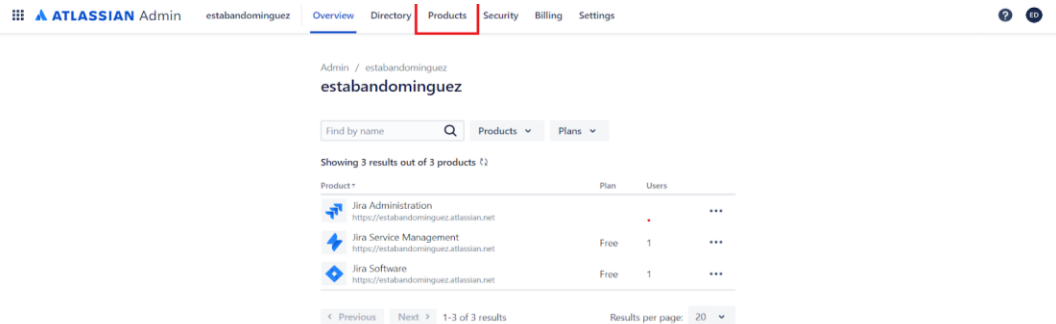 ATLASSIAN Admin estabandominguez Overview Directory Products Security Billing Settings ED
Admin / estabandominguez
estabandominguez
Find by name Products Plans
Showing 3 results out of 3 products
Product Plan Users
Jira Administration
https://estabandominguez.atlassian.net
Jira Service Management
https://estabandominguez.atlassian.net Free 1
Jira Software
https://estabandominguez.atlassian.net Free 1
Previous Next 1-3 of 3 results Results per page: 20